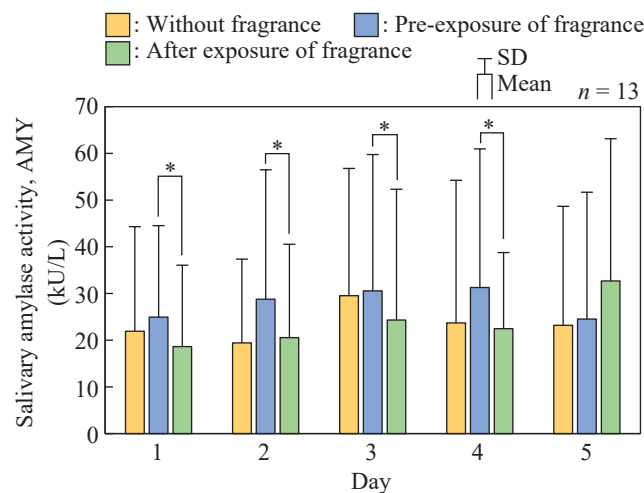 : Without fragrance : Pre-exposure of fragrance
: After exposure of fragrance
SD
Mean
n = 13
Salivary amylase activity, AMY
(kU/L)
70
60
50
40
30
20
10
0
* * * *
1 2 3 4 5
Day